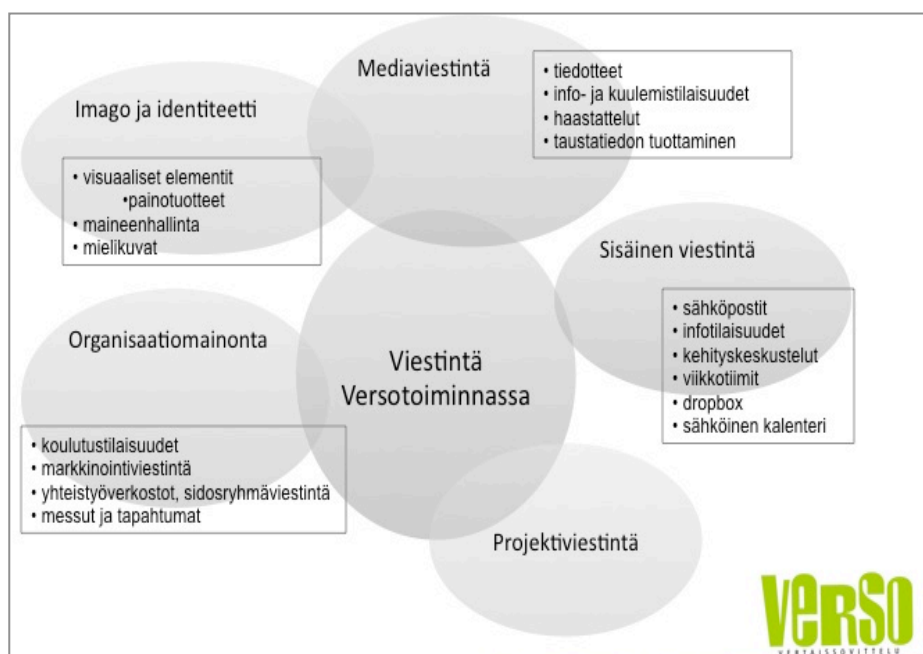 Mediaviestintä
• tiedotteet
• info- ja kuulemistilaisuudet
• haastattelut
• taustatiedon tuottaminen
Imago ja identiteetti
• visuaaliset elementit
•painotuotteet
• maineenhallinta
• mielikuvat
Sisäinen viestintä
• sähköpostit
• infotilaisuudet
• kehityskeskustelut
• viikkotiimit
• dropbox
• sähköinen kalenteri
Organisaatiomainonta
• koulutustilaisuudet
• markkinointiviestintä
• yhteistyöverkostot, sidosryhmäviestintä
• messut ja tapahtumat
Viestintä
Versotoiminnassa
Projektiviestintä
VERSO
VERTAISSOVITTELU